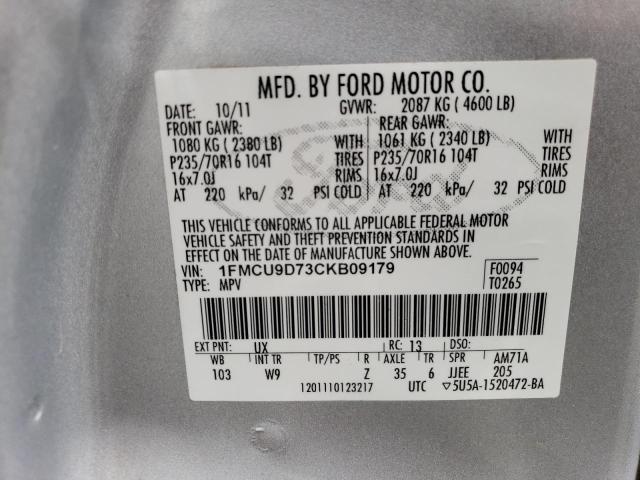 MFD. BY FORD MOTOR CO.
DATE: 10/11 GVWR: 2087 KG ( 4600 LB)
FRONT GAWR: REAR GAWR:
1080 KG ( 2380 LB) WITH 1061 KG ( 2340 LB) WITH
P235/70R16 104T TIRES P235/70R16 104T TIRES
16x7.0J RIMS 16x7.0J RIMS
AT 220 kPa/ 32 PSI COLD AT 220 kPa/ 32 PSI COLD
THIS VEHICLE CONFORMS TO ALL APPLICABLE FEDERAL MOTOR
VEHICLE SAFETY AND THEFT PREVENTION STANDARDS IN
EFFECT ON THE DATE OF MANUFACTURE SHOWN ABOVE.
VIN: 1FMCU9D73CKB09179 F0094
TYPE: MPV T0265
EXT PNT: UX RC: 13 DSO:
WB INT TR TP/PS R AXLE TR SPR AM71A
103 W9 Z 35 6 JJEE 205
1201110123217 UTC ▽5U5A-1520472-BA